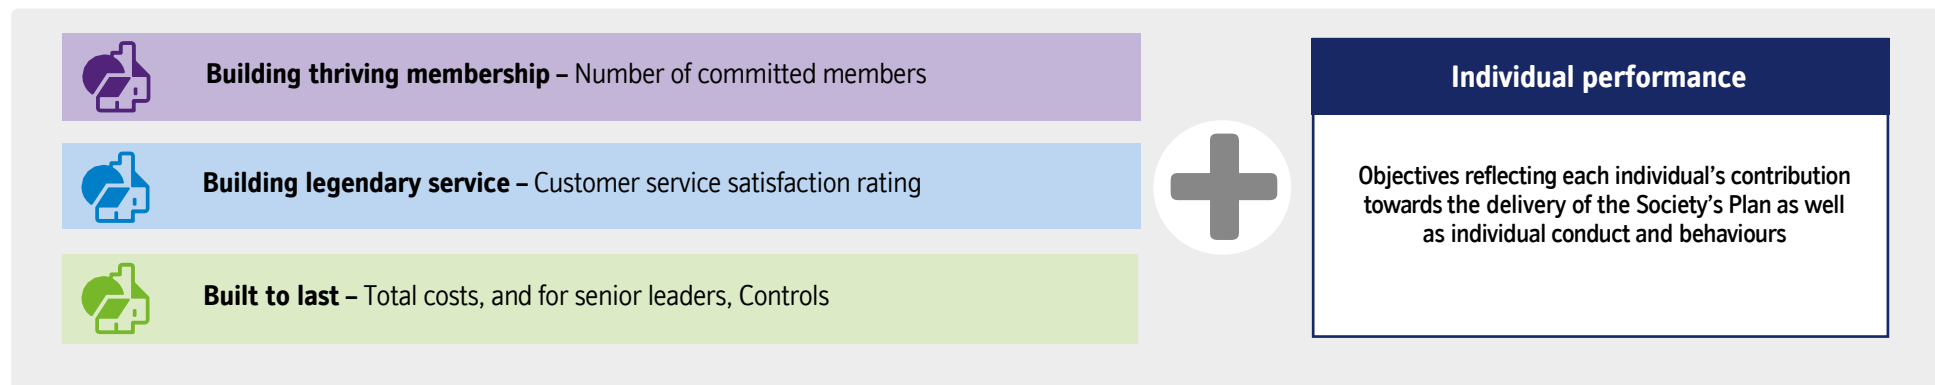 Building thriving membership – Number of committed members
Building legendary service – Customer service satisfaction rating
Built to last – Total costs, and for senior leaders, Controls
Individual performance
Objectives reflecting each individual’s contribution
towards the delivery of the Society’s Plan as well
as individual conduct and behaviours